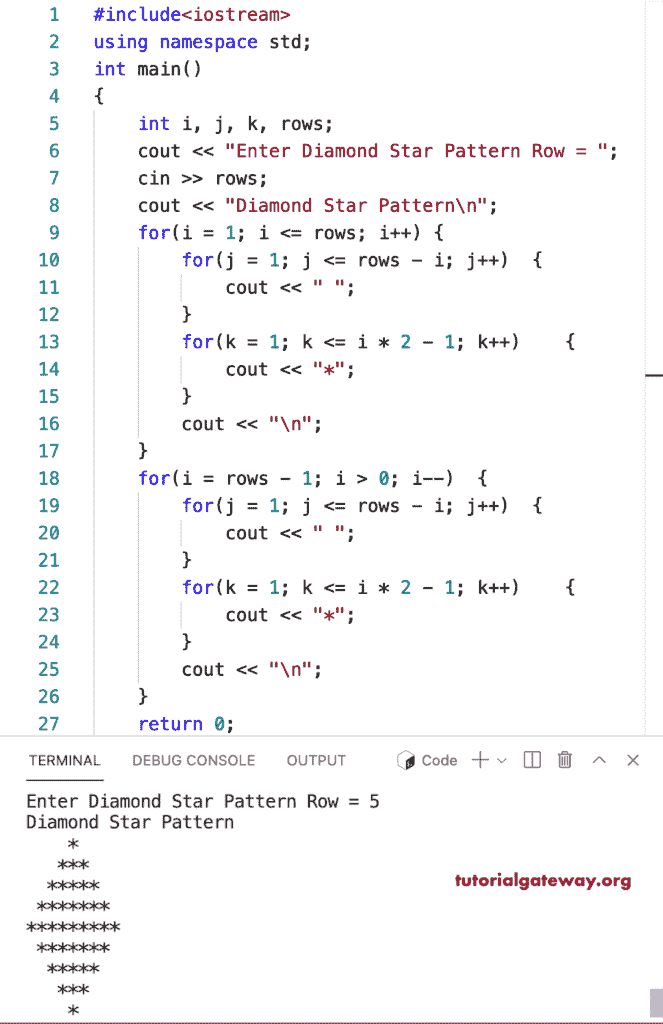 1 #include<iostream>
2 using namespace std;
3 int main()
4 {
5     int i, j, k, rows;
6     cout << "Enter Diamond Star Pattern Row = ";
7     cin >> rows;
8     cout << "Diamond Star Pattern\n";
9     for(i = 1; i <= rows; i++) {
10         for(j = 1; j <= rows - i; j++)  {
11             cout << " ";
12         }
13         for(k = 1; k <= i * 2 - 1; k++)    {
14             cout << "*";
15         }
16         cout << "\n";
17     }
18     for(i = rows - 1; i > 0; i--)  {
19         for(j = 1; j <= rows - i; j++)  {
20             cout << " ";
21         }
22         for(k = 1; k <= i * 2 - 1; k++)    {
23             cout << "*";
24         }
25         cout << "\n";
26     }
27     return 0;
TERMINAL DEBUG CONSOLE OUTPUT Code
Enter Diamond Star Pattern Row = 5
Diamond Star Pattern
    *
   ***
  *****
 *******
*********
 *******
  *****
   ***
    *
tutorialgateway.org